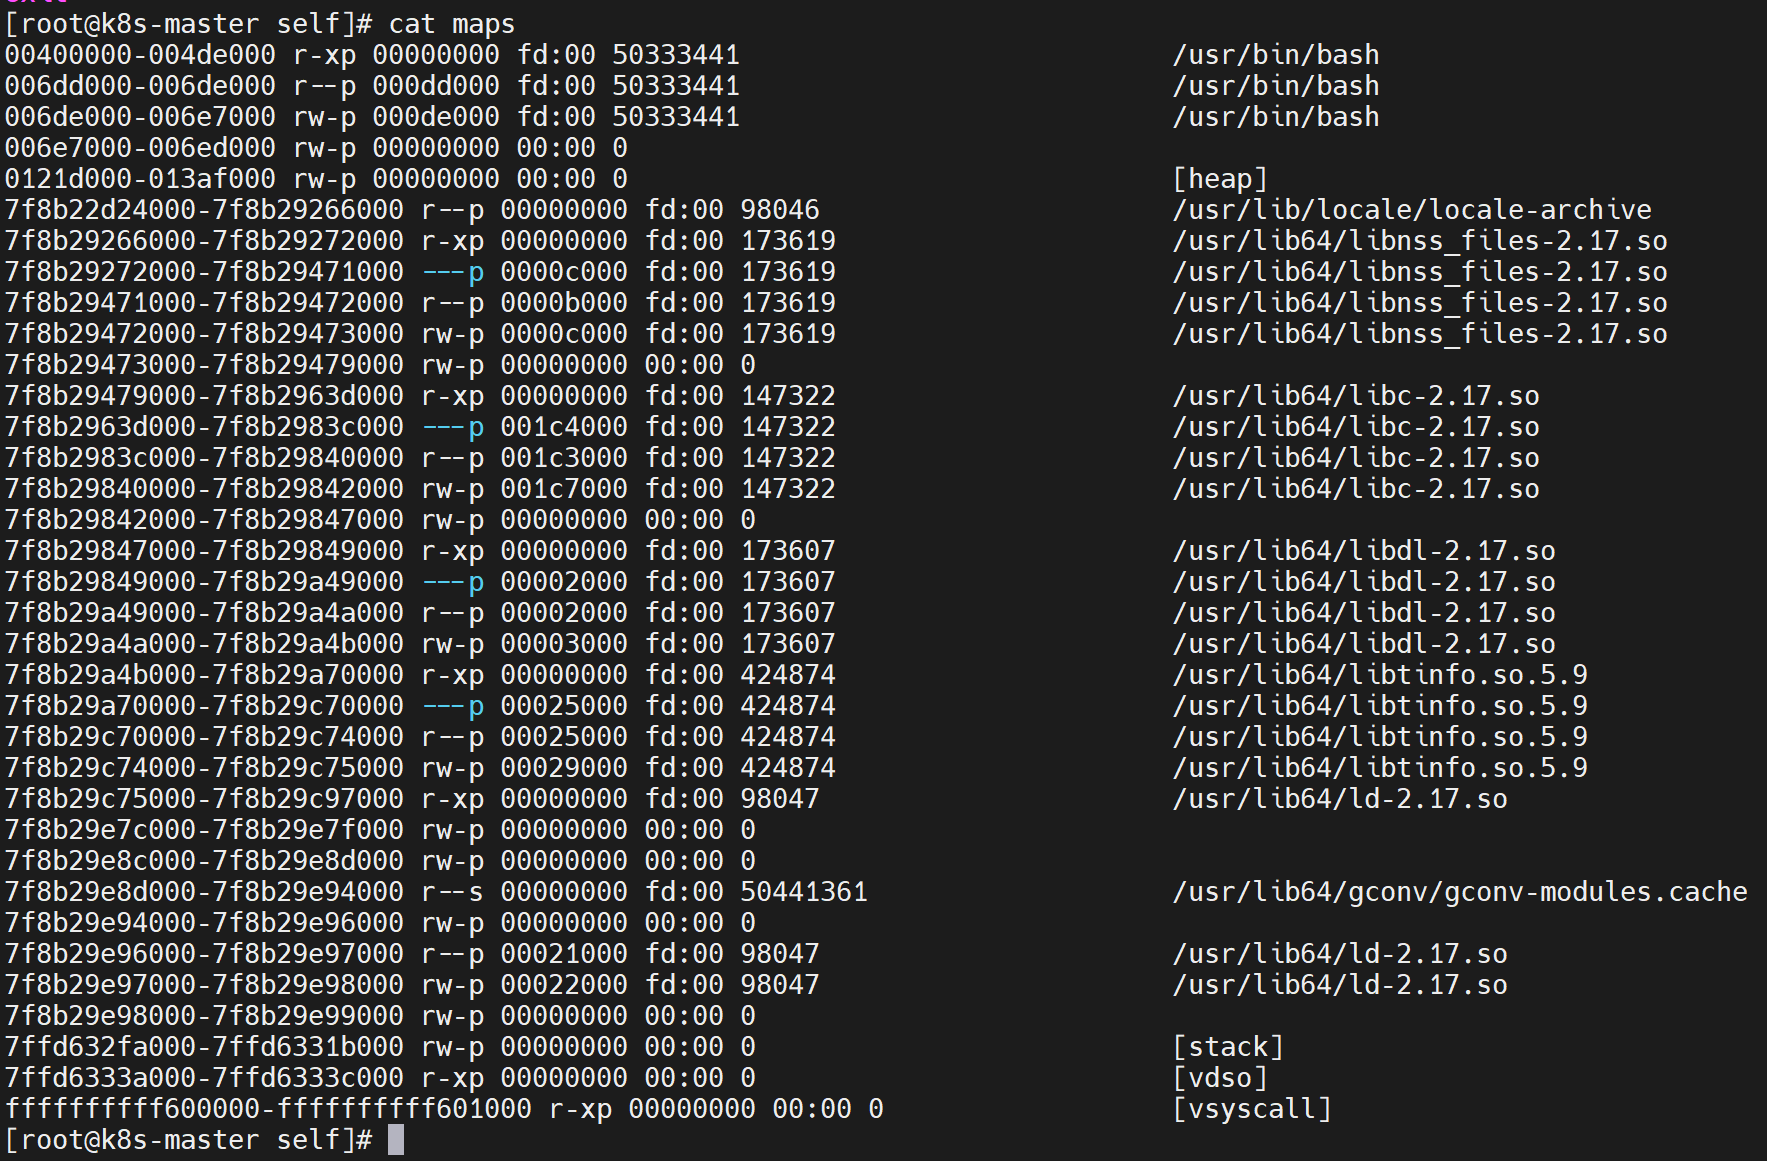 [root@k8s-master self]# cat maps
00400000-004de000 r-xp 00000000 fd:00 50333441 /usr/bin/bash
006dd000-006de000 r--p 000dd000 fd:00 50333441 /usr/bin/bash
006de000-006e7000 rw-p 000de000 fd:00 50333441 /usr/bin/bash
006e7000-006ed000 rw-p 00000000 00:00 0
0121d000-013af000 rw-p 00000000 00:00 0 [heap]
7f8b22d24000-7f8b29266000 r--p 00000000 fd:00 98046 /usr/lib/locale/locale-archive
7f8b29266000-7f8b29272000 r-xp 00000000 fd:00 173619 /usr/lib64/libnss_files-2.17.so
7f8b29272000-7f8b29471000 ---p 0000c000 fd:00 173619 /usr/lib64/libnss_files-2.17.so
7f8b29471000-7f8b29472000 r--p 0000b000 fd:00 173619 /usr/lib64/libnss_files-2.17.so
7f8b29472000-7f8b29473000 rw-p 0000c000 fd:00 173619 /usr/lib64/libnss_files-2.17.so
7f8b29473000-7f8b29479000 rw-p 00000000 00:00 0
7f8b29479000-7f8b2963d000 r-xp 00000000 fd:00 147322 /usr/lib64/libc-2.17.so
7f8b2963d000-7f8b2983c000 ---p 001c4000 fd:00 147322 /usr/lib64/libc-2.17.so
7f8b2983c000-7f8b29840000 r--p 001c3000 fd:00 147322 /usr/lib64/libc-2.17.so
7f8b29840000-7f8b29842000 rw-p 001c7000 fd:00 147322 /usr/lib64/libc-2.17.so
7f8b29842000-7f8b29847000 rw-p 00000000 00:00 0
7f8b29847000-7f8b29849000 r-xp 00000000 fd:00 173607 /usr/lib64/libdl-2.17.so
7f8b29849000-7f8b29a49000 ---p 00002000 fd:00 173607 /usr/lib64/libdl-2.17.so
7f8b29a49000-7f8b29a4a000 r--p 00002000 fd:00 173607 /usr/lib64/libdl-2.17.so
7f8b29a4a000-7f8b29a4b000 rw-p 00003000 fd:00 173607 /usr/lib64/libdl-2.17.so
7f8b29a4b000-7f8b29a70000 r-xp 00000000 fd:00 424874 /usr/lib64/libtinfo.so.5.9
7f8b29a70000-7f8b29c70000 ---p 00025000 fd:00 424874 /usr/lib64/libtinfo.so.5.9
7f8b29c70000-7f8b29c74000 r--p 00025000 fd:00 424874 /usr/lib64/libtinfo.so.5.9
7f8b29c74000-7f8b29c75000 rw-p 00029000 fd:00 424874 /usr/lib64/libtinfo.so.5.9
7f8b29c75000-7f8b29c97000 r-xp 00000000 fd:00 98047 /usr/lib64/ld-2.17.so
7f8b29e7c000-7f8b29e7f000 rw-p 00000000 00:00 0
7f8b29e8c000-7f8b29e8d000 rw-p 00000000 00:00 0
7f8b29e8d000-7f8b29e94000 r--s 00000000 fd:00 50441361 /usr/lib64/gconv/gconv-modules.cache
7f8b29e94000-7f8b29e96000 rw-p 00000000 00:00 0
7f8b29e96000-7f8b29e97000 r--p 00021000 fd:00 98047 /usr/lib64/ld-2.17.so
7f8b29e97000-7f8b29e98000 rw-p 00022000 fd:00 98047 /usr/lib64/ld-2.17.so
7f8b29e98000-7f8b29e99000 rw-p 00000000 00:00 0
7ffd632fa000-7ffd6331b000 rw-p 00000000 00:00 0 [stack]
7ffd6333a000-7ffd6333c000 r-xp 00000000 00:00 0 [vdso]
ffffffffff600000-ffffffffff601000 r-xp 00000000 00:00 0 [vsyscall]
[root@k8s-master self]#